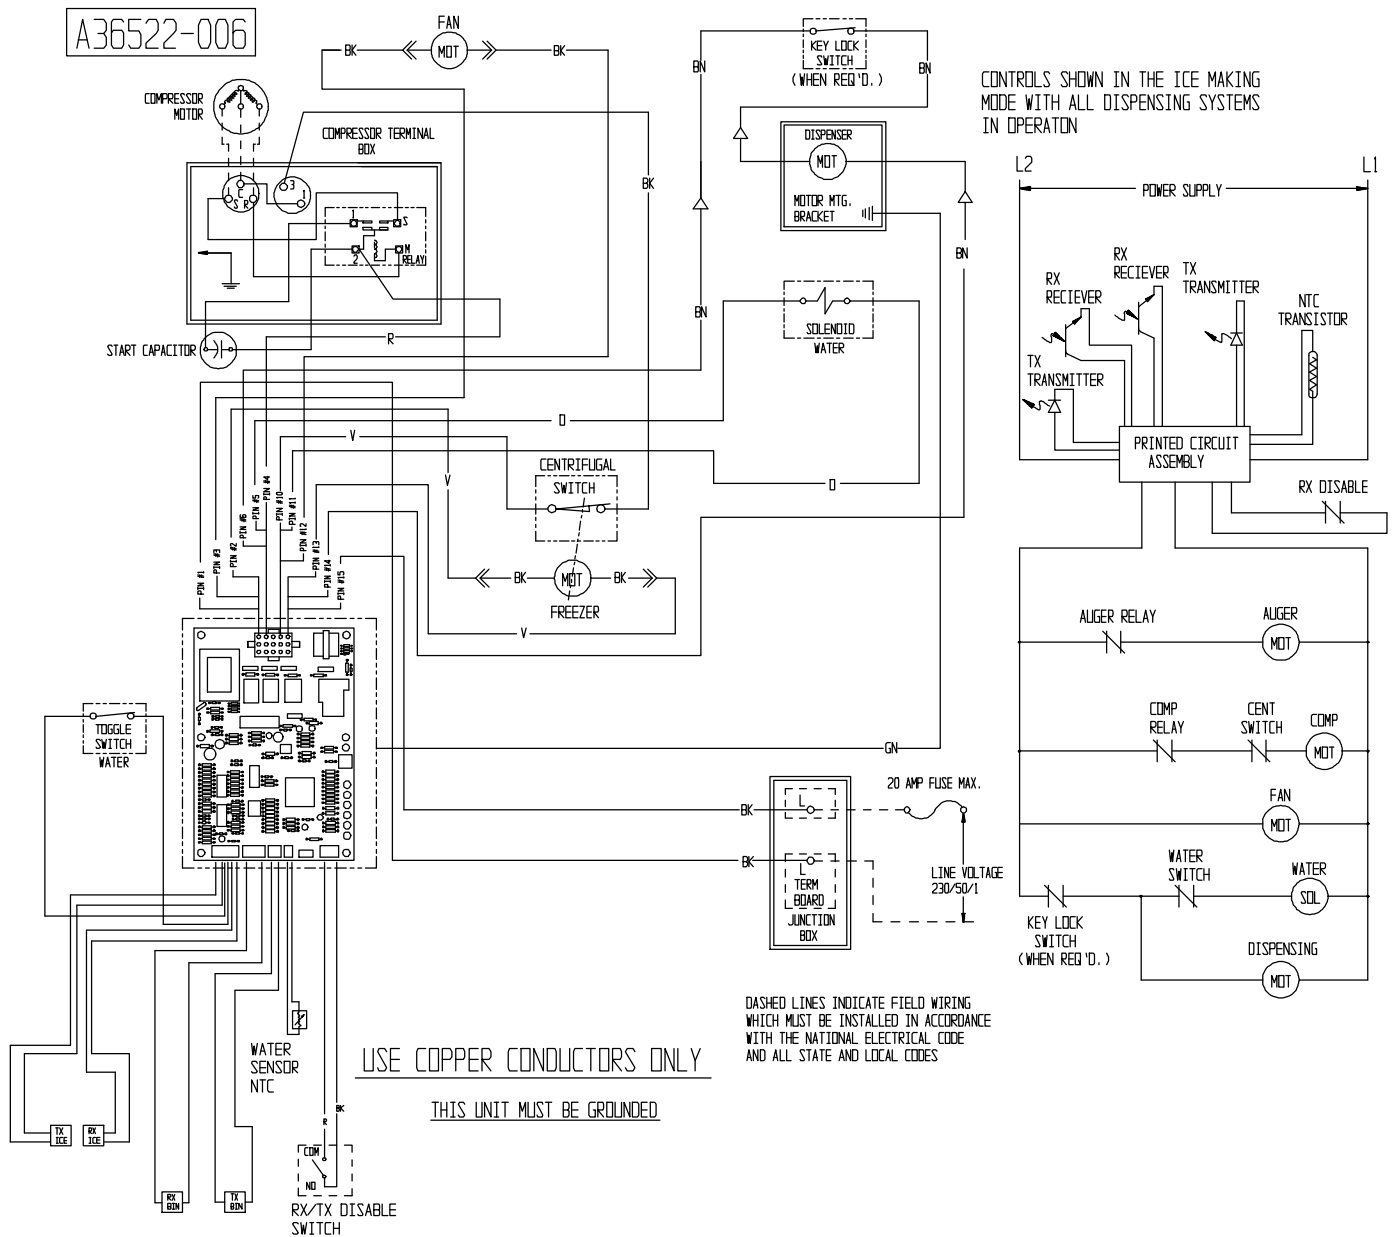 A36522-006
FAN
BK
MOT
BK
COMPRESSOR
MOTOR
COMPRESSOR TERMINAL
BOX
3
1
C
S R
1
S
2
M
RELAY
START CAPACITOR
R
BK
BN
BN
KEY LOCK
SWITCH
(WHEN REQ'D.)
BN
DISPENSER
MOT
MOTOR MTG.
BRACKET
BN
SOLENOID
WATER
O
V
O
V
CENTRIFUGAL
SWITCH
BK
MOT
BK
FREEZER
V
PIN #1
PIN #3
PIN #2
PIN #6
PIN #5
PIN #4
PIN #10
PIN #11
PIN #12
PIN #13
PIN #14
PIN #15
TOGGLE
SWITCH
WATER
GN
BK
L
20 AMP FUSE MAX.
BK
L
TERM
BOARD
JUNCTION
BOX
LINE VOLTAGE
230/50/1
WATER
SENSOR
NTC
TX
ICE
RX
ICE
RX
BIN
TX
BIN
R
BK
COM
NO
RX/TX DISABLE
SWITCH
USE COPPER CONDUCTORS ONLY
THIS UNIT MUST BE GROUNDED
DASHED LINES INDICATE FIELD WIRING
WHICH MUST BE INSTALLED IN ACCORDANCE
WITH THE NATIONAL ELECTRICAL CODE
AND ALL STATE AND LOCAL CODES
CONTROLS SHOWN IN THE ICE MAKING
MODE WITH ALL DISPENSING SYSTEMS
IN OPERATON
L2
L1
POWER SUPPLY
RX
RECIEVER
RX
RECIEVER
TX
TRANSMITTER
NTC
TRANSISTOR
TX
TRANSMITTER
PRINTED CIRCUIT
ASSEMBLY
RX DISABLE
AUGER RELAY
AUGER
MOT
COMP
RELAY
CENT
SWITCH
COMP
MOT
FAN
MOT
WATER
SWITCH
WATER
SOL
KEY LOCK
SWITCH
(WHEN REQ'D.)
DISPENSING
MOT